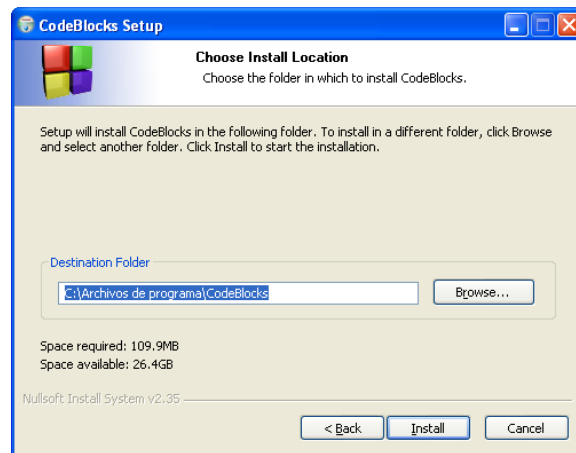 CodeBlocks Setup
Choose Install Location
Choose the folder in which to install CodeBlocks.
Setup will install CodeBlocks in the following folder. To install in a different folder, click Browse
and select another folder. Click Install to start the installation.
Destination Folder
C:\Archivos de programa\CodeBlocks
Browse...
Space required: 109.9MB
Space available: 26.4GB
Nullsoft Install System v2.35
< Back
Install
Cancel